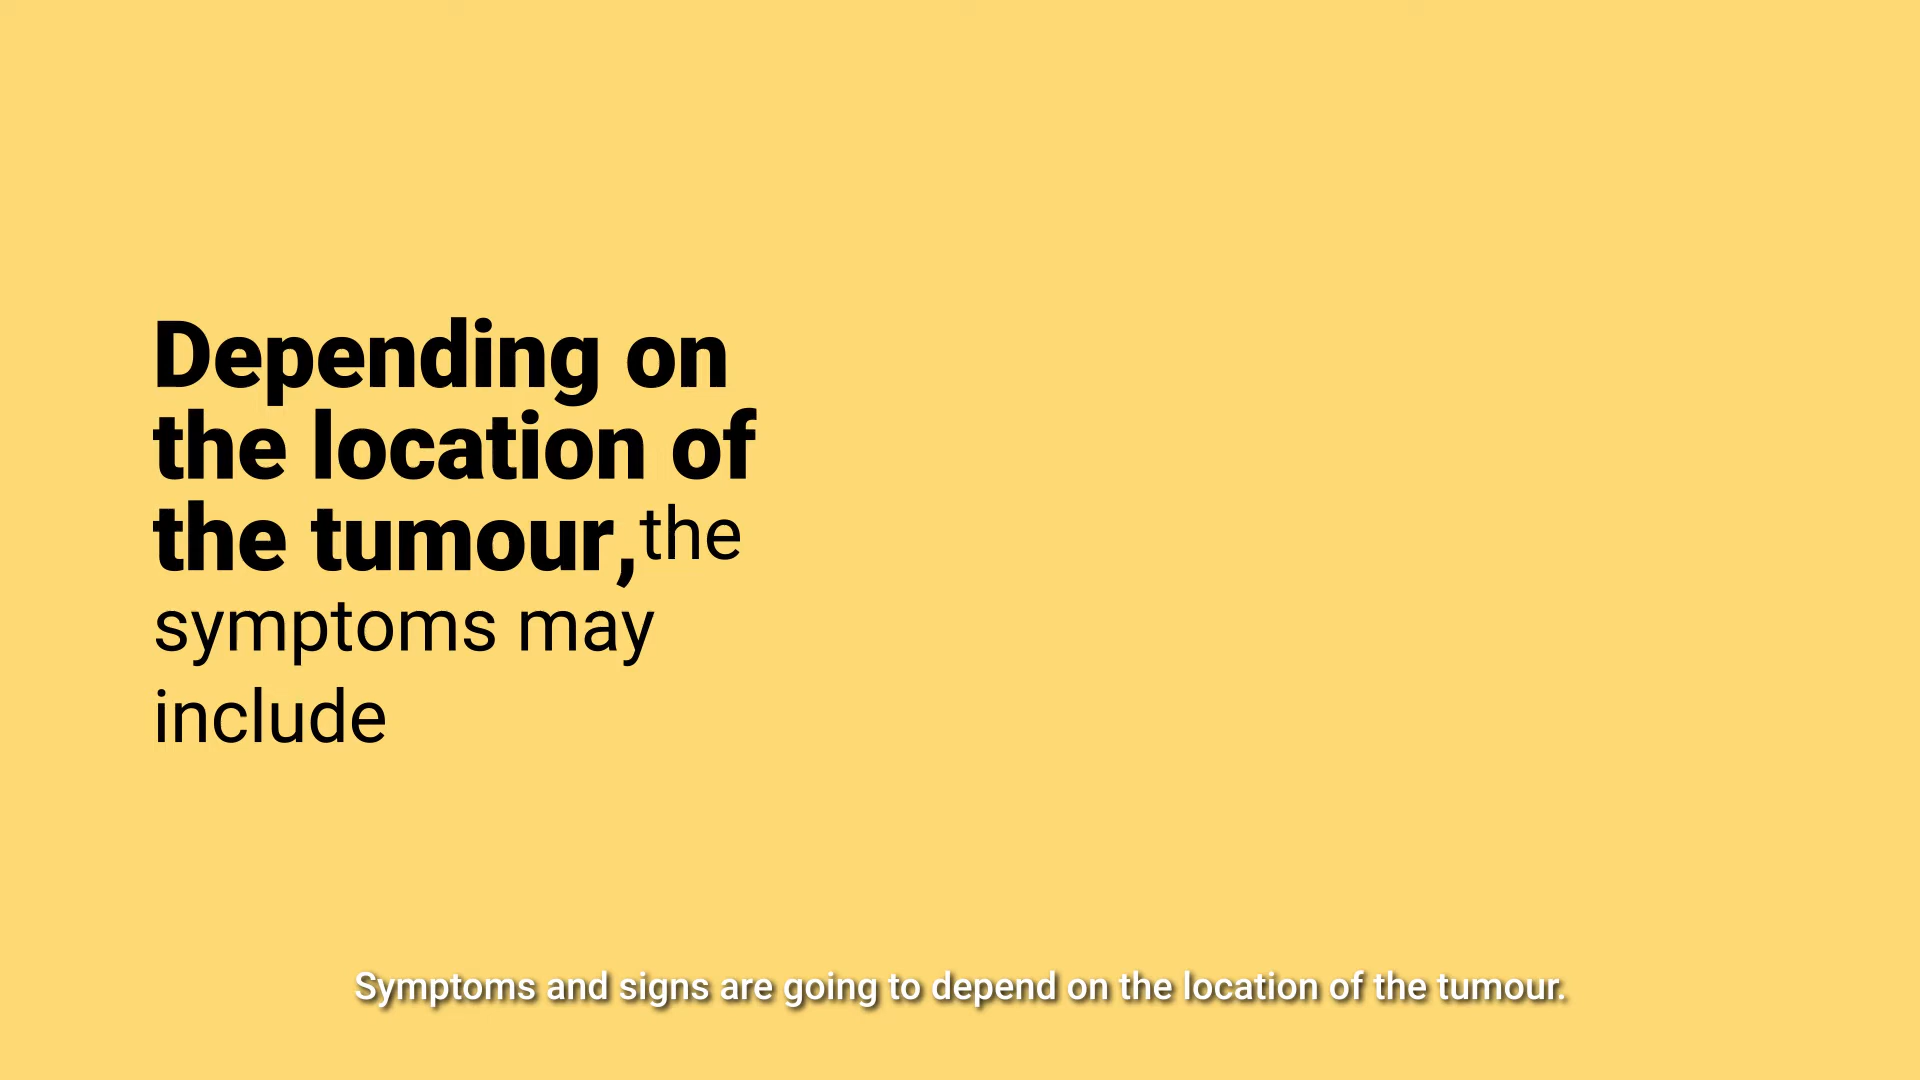 Depending on
the location of
the tumour, the
symptoms may
include
Symptoms and signs are going to depend on the location of the tumour.